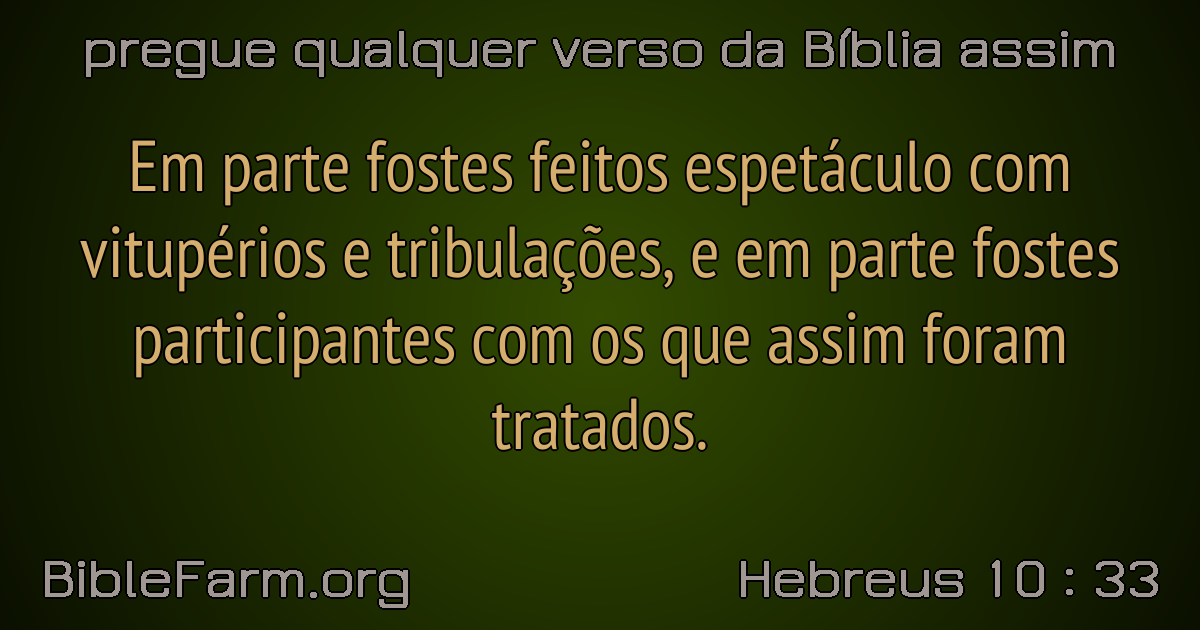 pregue qualquer verso da Bíblia assim
Em parte fostes feitos espetáculo com
vitupérios e tribulações, e em parte fostes
participantes com os que assim foram
tratados.
BibleFarm.org
Hebreus 10 : 33